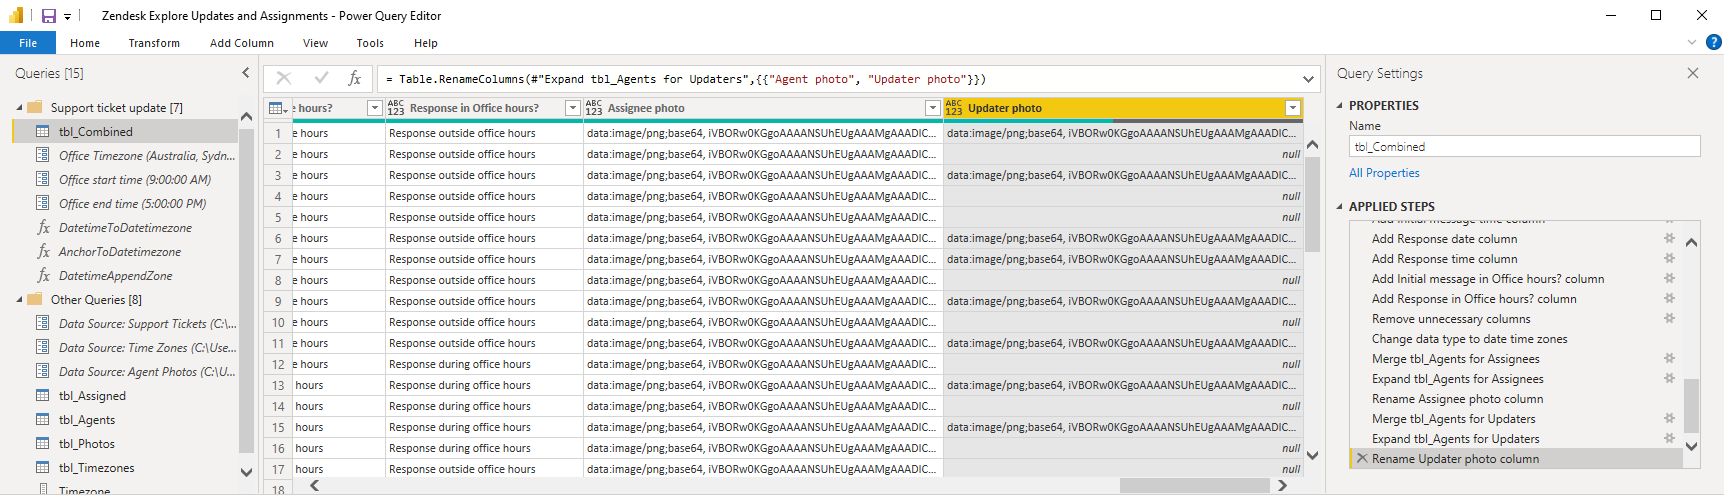 Zendesk Explore Updates and Assignments - Power Query Editor
File Home Transform Add Column View Tools Help
Queries [15]
Support ticket update [7]
tbl_Combined
Office Timezone (Australia, Sydn...
Office start time (9:00:00 AM)
Office end time (5:00:00 PM)
DatetimeToDatetimezone
AnchorToDatetimezone
DatetimeAppendZone
Other Queries [8]
Data Source: Support Tickets (C:\...
Data Source: Time Zones (C:\Use...
Data Source: Agent Photos (C:\U...
tbl_Assigned
tbl_Agents
tbl_Photos
tbl_Timezones
Timezone
fx = Table.RenameColumns(#"Expand tbl_Agents for Updaters",{{"Agent photo", "Updater photo"}})
e hours? ABC 123 Response in Office hours? ABC 123 Assignee photo ABC 123 Updater photo
1 e hours Response outside office hours data:image/png;base64, iVBORw0KGgoAAAANSUhEUgAAAMgAAADIC... data:image/png;base64, iVBORw0KGgoAAAANSUhEUgAAAMgAAADIC...
2 e hours Response outside office hours data:image/png;base64, iVBORw0KGgoAAAANSUhEUgAAAMgAAADIC... null
3 e hours Response outside office hours data:image/png;base64, iVBORw0KGgoAAAANSUhEUgAAAMgAAADIC... data:image/png;base64, iVBORw0KGgoAAAANSUhEUgAAAMgAAADIC...
4 e hours Response outside office hours data:image/png;base64, iVBORw0KGgoAAAANSUhEUgAAAMgAAADIC... null
5 e hours Response outside office hours data:image/png;base64, iVBORw0KGgoAAAANSUhEUgAAAMgAAADIC... null
6 e hours Response outside office hours data:image/png;base64, iVBORw0KGgoAAAANSUhEUgAAAMgAAADIC... data:image/png;base64, iVBORw0KGgoAAAANSUhEUgAAAMgAAADIC...
7 e hours Response outside office hours data:image/png;base64, iVBORw0KGgoAAAANSUhEUgAAAMgAAADIC... data:image/png;base64, iVBORw0KGgoAAAANSUhEUgAAAMgAAADIC...
8 e hours Response outside office hours data:image/png;base64, iVBORw0KGgoAAAANSUhEUgAAAMgAAADIC... null
9 e hours Response outside office hours data:image/png;base64, iVBORw0KGgoAAAANSUhEUgAAAMgAAADIC... data:image/png;base64, iVBORw0KGgoAAAANSUhEUgAAAMgAAADIC...
10 e hours Response outside office hours data:image/png;base64, iVBORw0KGgoAAAANSUhEUgAAAMgAAADIC... null
11 e hours Response outside office hours data:image/png;base64, iVBORw0KGgoAAAANSUhEUgAAAMgAAADIC... data:image/png;base64, iVBORw0KGgoAAAANSUhEUgAAAMgAAADIC...
12 e hours Response during office hours data:image/png;base64, iVBORw0KGgoAAAANSUhEUgAAAMgAAADIC... null
13 hours Response during office hours data:image/png;base64, iVBORw0KGgoAAAANSUhEUgAAAMgAAADIC... data:image/png;base64, iVBORw0KGgoAAAANSUhEUgAAAMgAAADIC...
14 hours Response during office hours data:image/png;base64, iVBORw0KGgoAAAANSUhEUgAAAMgAAADIC... null
15 hours Response during office hours data:image/png;base64, iVBORw0KGgoAAAANSUhEUgAAAMgAAADIC... data:image/png;base64, iVBORw0KGgoAAAANSUhEUgAAAMgAAADIC...
16 hours Response during office hours data:image/png;base64, iVBORw0KGgoAAAANSUhEUgAAAMgAAADIC... null
17 hours Response outside office hours data:image/png;base64, iVBORw0KGgoAAAANSUhEUgAAAMgAAADIC... null
18
Query Settings
PROPERTIES
Name
tbl_Combined
All Properties
APPLIED STEPS
Add Initial message time column
Add Response date column
Add Response time column
Add Initial message in Office hours? column
Add Response in Office hours? column
Remove unnecessary columns
Change data type to date time zones
Merge tbl_Agents for Assignees
Expand tbl_Agents for Assignees
Rename Assignee photo column
Merge tbl_Agents for Updaters
Expand tbl_Agents for Updaters
Rename Updater photo column